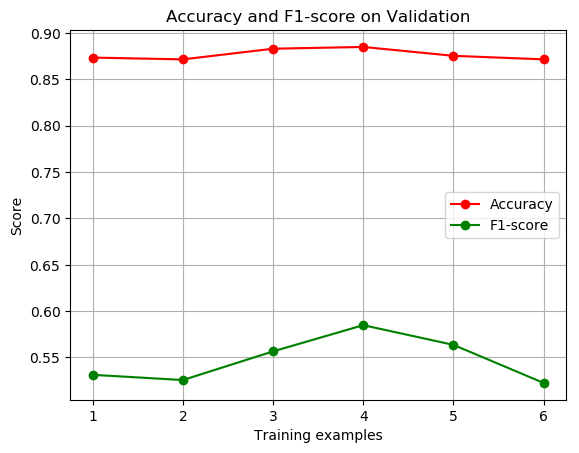 Accuracy and F1-score on Validation
0.90
0.85
0.80
0.75
0.70
0.65
0.60
0.55
Score
Accuracy
F1-score
1 2 3 4 5 6
Training examples